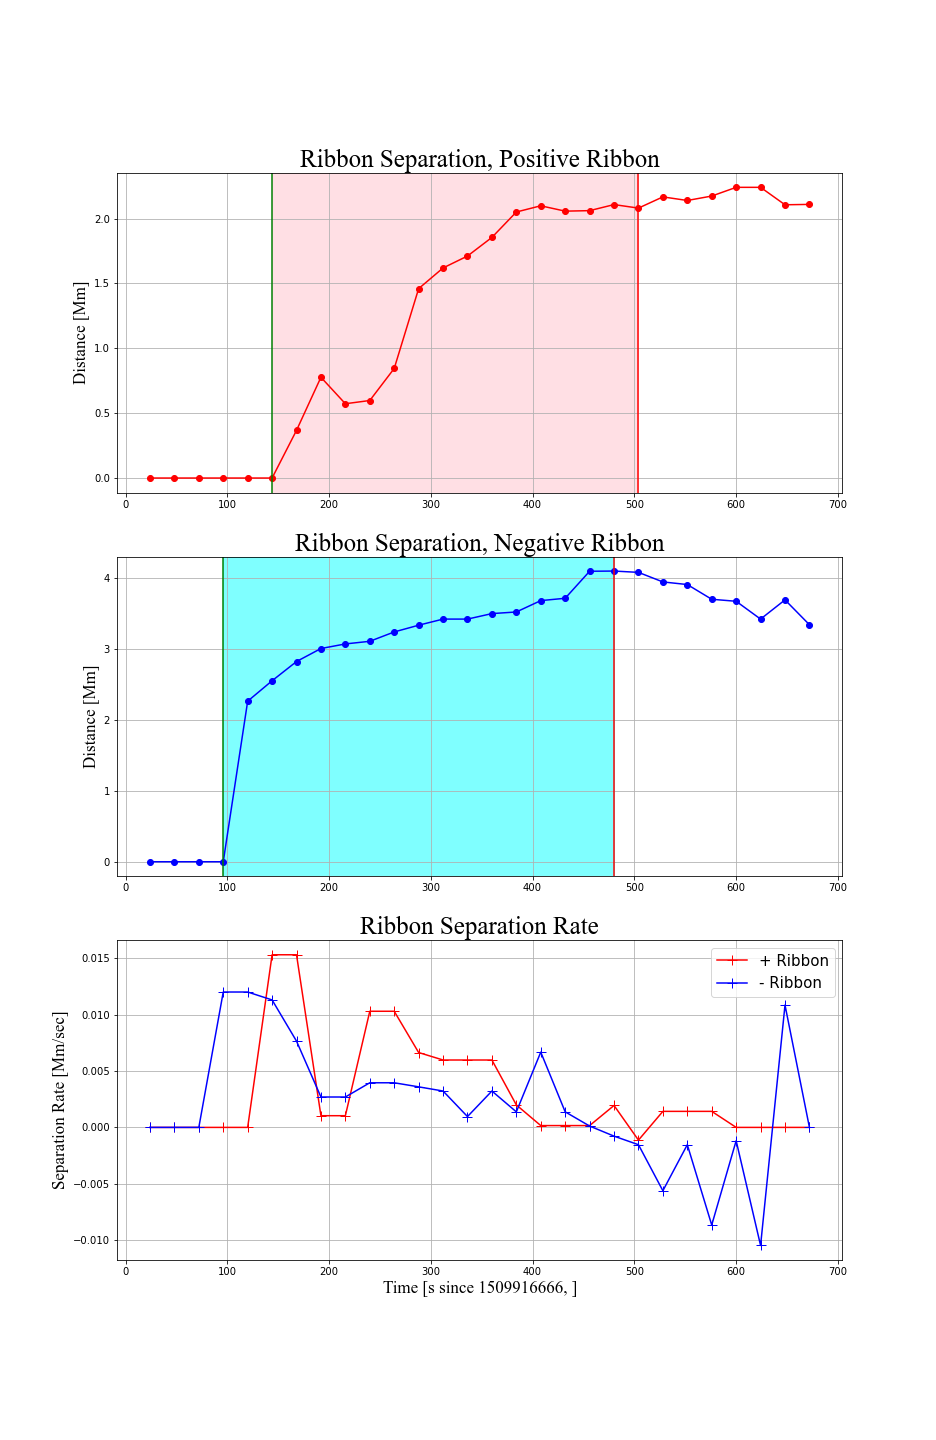 Ribbon Separation, Positive Ribbon
Distance [Mm]
2.0
1.5
1.0
0.5
0.0
0 100 200 300 400 500 600 700
Ribbon Separation, Negative Ribbon
Distance [Mm]
4
3
2
1
0
0 100 200 300 400 500 600 700
Ribbon Separation Rate
Separation Rate [Mm/sec]
0.015
0.010
0.005
0.000
−0.005
−0.010
+ Ribbon
- Ribbon
0 100 200 300 400 500 600 700
Time [s since 1509916666, ]